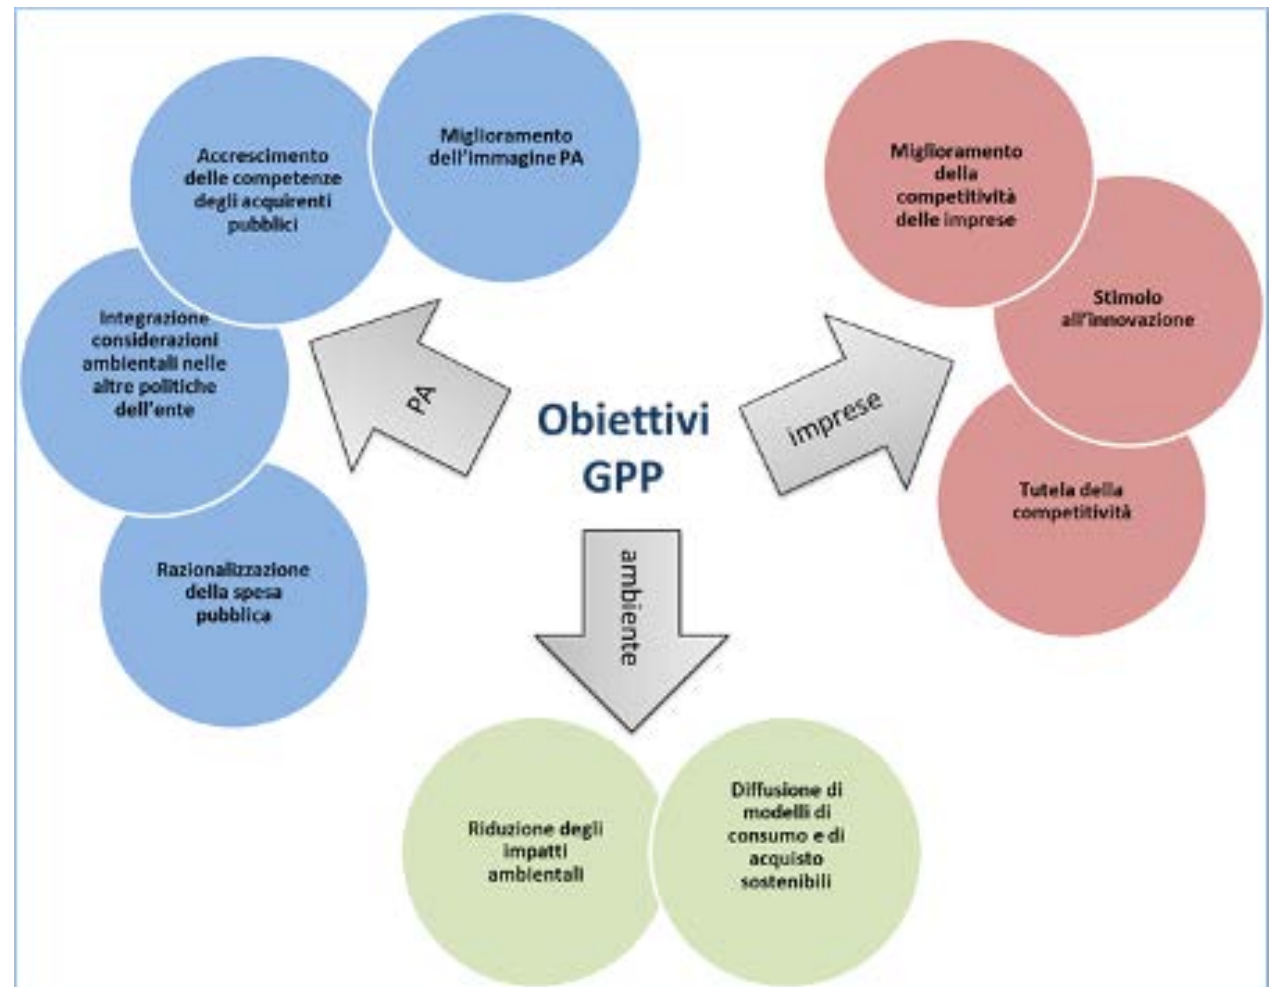 Miglioramento
dell'immagine PA
Accrescimento
delle competenze
degli acquirenti
pubblici
Integrazione
considerazioni
ambientali nelle
altre politiche
dell'ente
Razionalizzazione
della spesa
pubblica
PA
Obiettivi
GPP
imprese
Miglioramento
della
competitività
delle imprese
Stimolo
all'innovazione
Tutela della
competitività
ambiente
Riduzione degli
impatti
ambientali
Diffusione di
modelli di
consumo e di
acquisto
sostenibili